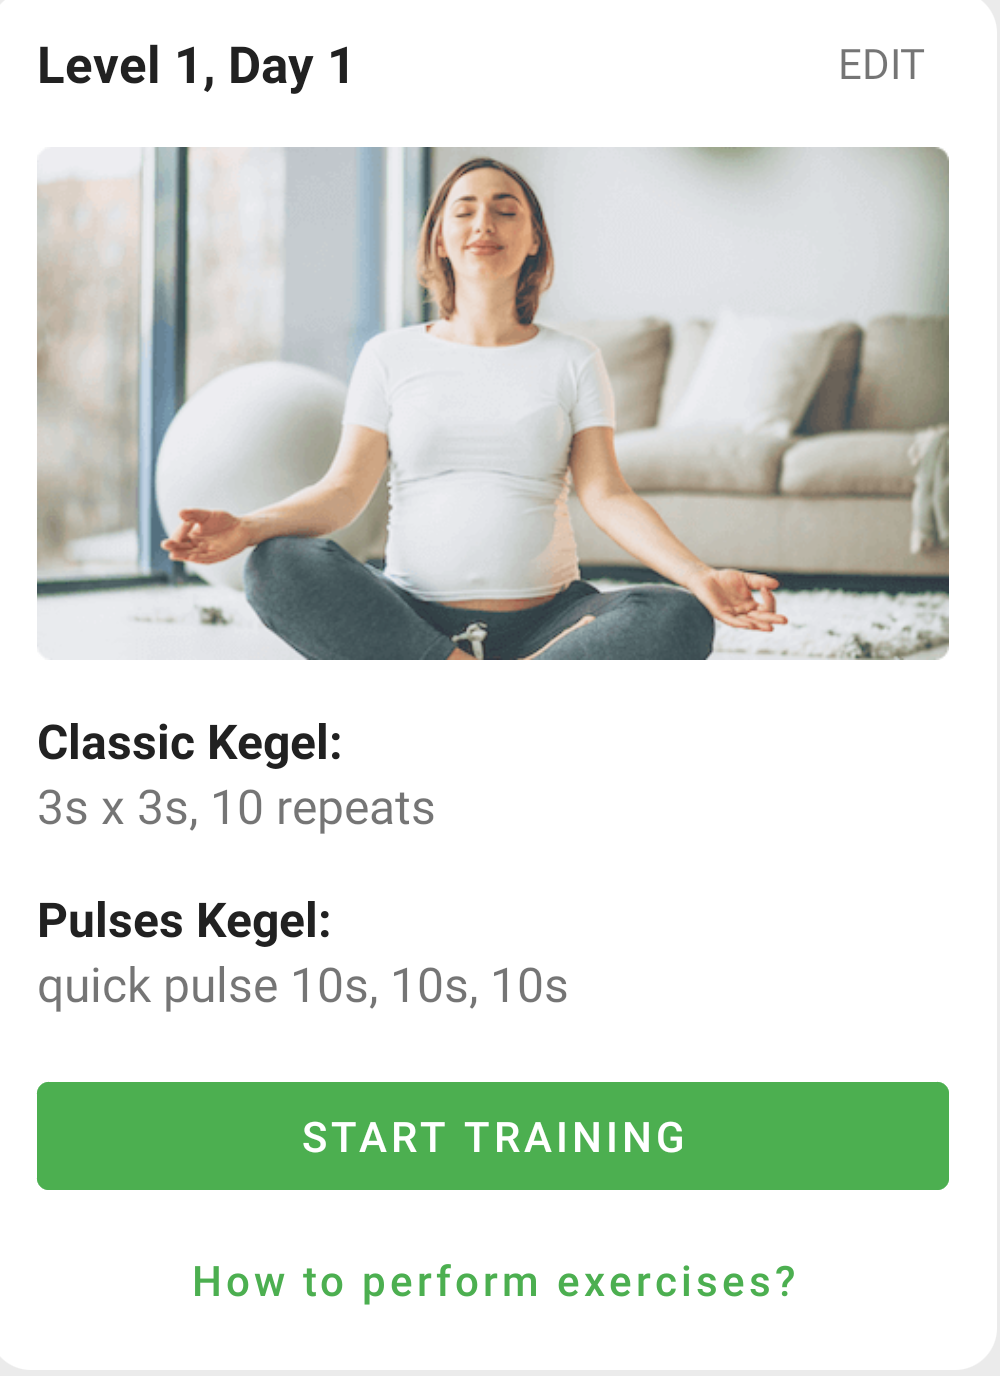 Level 1, Day 1
EDIT
Classic Kegel:
3s x 3s, 10 repeats
Pulses Kegel:
quick pulse 10s, 10s, 10s
START TRAINING
How to perform exercises?